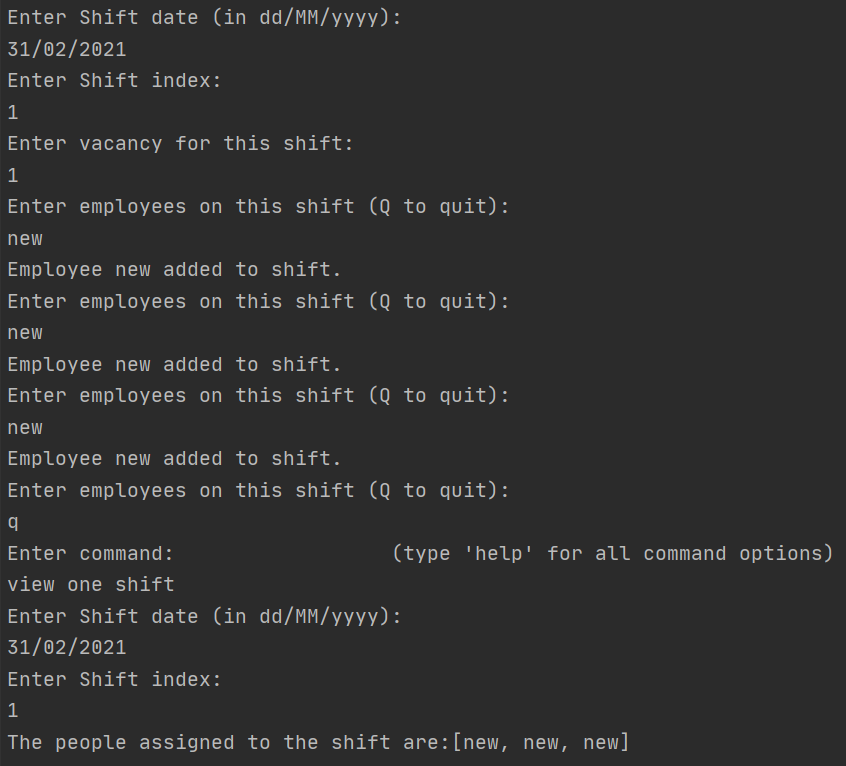 Enter Shift date (in dd/MM/yyyy):
31/02/2021
Enter Shift index:
1
Enter vacancy for this shift:
1
Enter employees on this shift (Q to quit):
new
Employee new added to shift.
Enter employees on this shift (Q to quit):
new
Employee new added to shift.
Enter employees on this shift (Q to quit):
new
Employee new added to shift.
Enter employees on this shift (Q to quit):
q
Enter command:                  (type 'help' for all command options)
view one shift
Enter Shift date (in dd/MM/yyyy):
31/02/2021
Enter Shift index:
1
The people assigned to the shift are:[new, new, new]